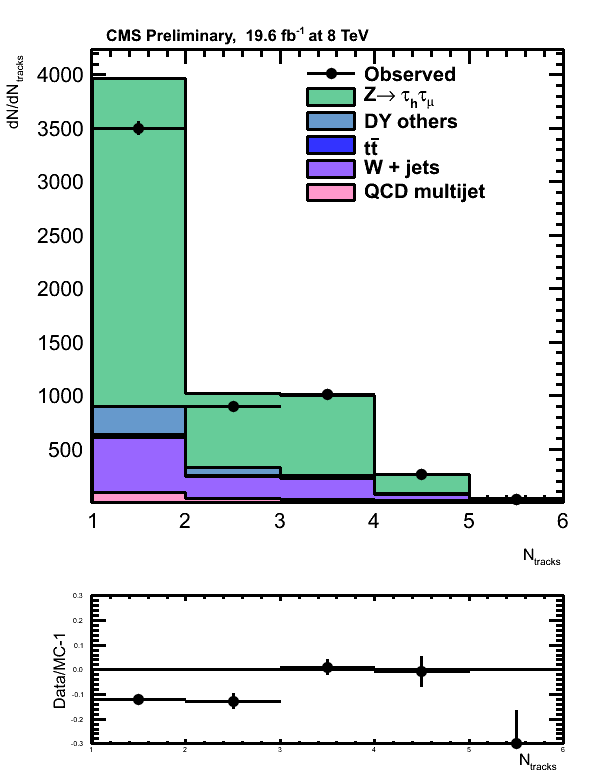 CMS Preliminary, 19.6 fb⁻¹ at 8 TeV
dN/dN_tracks
4000
3500
3000
2500
2000
1500
1000
500
Observed
Z→ τ_hτ_μ
DY others
tt̄
W + jets
QCD multijet
1 2 3 4 5 6
N_tracks
Data/MC-1
0.3
0.2
0.1
0.0
-0.1
-0.2
-0.3
1 2 3 4 5 6
N_tracks